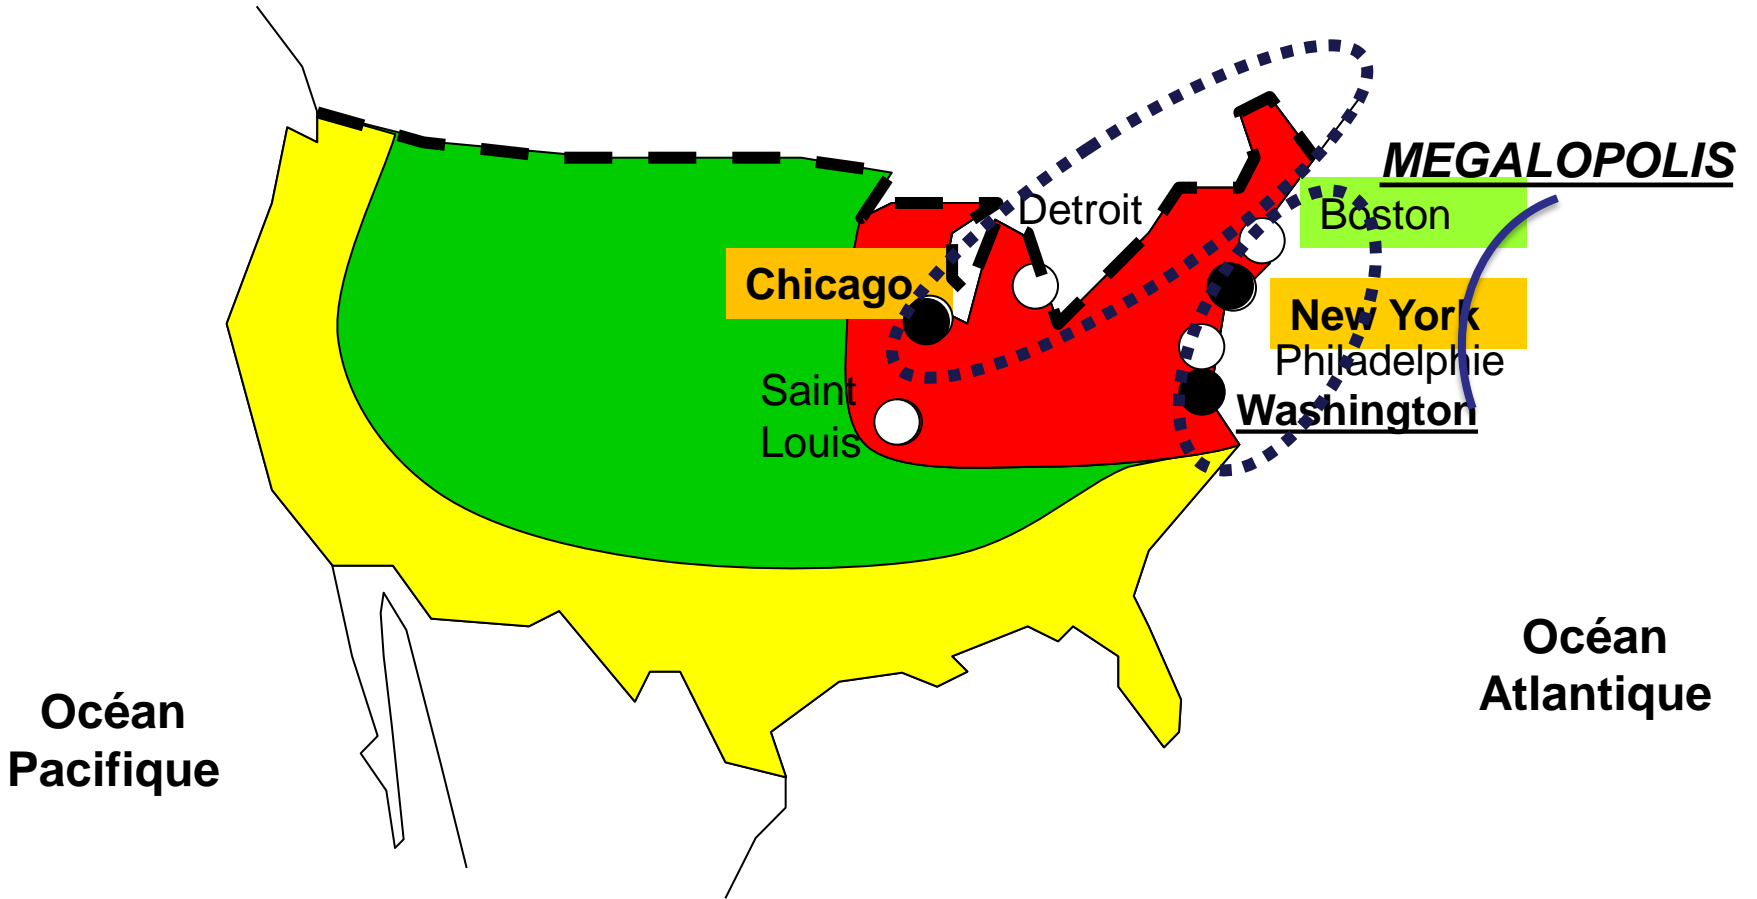 MEGALOPOLIS
Detroit
Boston
Chicago
New York
Philadelphie
Saint
Louis
Washington
Océan
Atlantique
Océan
Pacifique